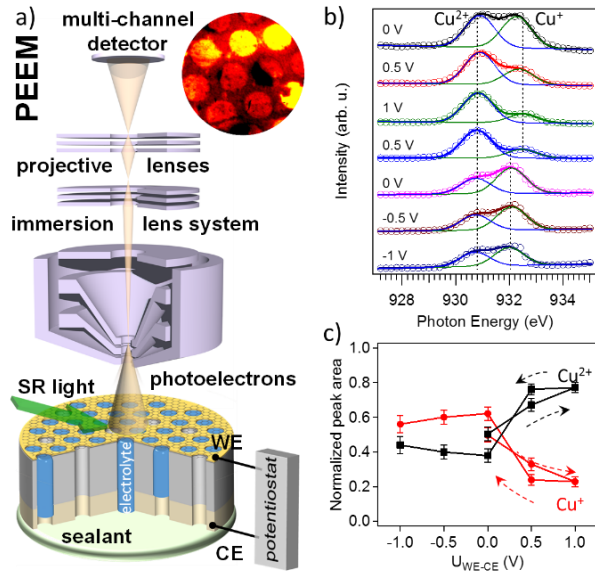 a)
PEEM
multi-channel
detector
projective lenses
immersion lens system
SR light
photoelectrons
WE
electrolyte
potentiostat
sealant
CE
b)
Cu²⁺ Cu⁺
0 V
0.5 V
1 V
0.5 V
0 V
-0.5 V
-1 V
Intensity (arb. u.)
928 930 932 934
Photon Energy (eV)
c)
1.0
0.8
0.6
0.4
0.2
0.0
Normalized peak area
Cu²⁺
Cu⁺
-1.0 -0.5 0.0 0.5 1.0
U_WE-CE (V)